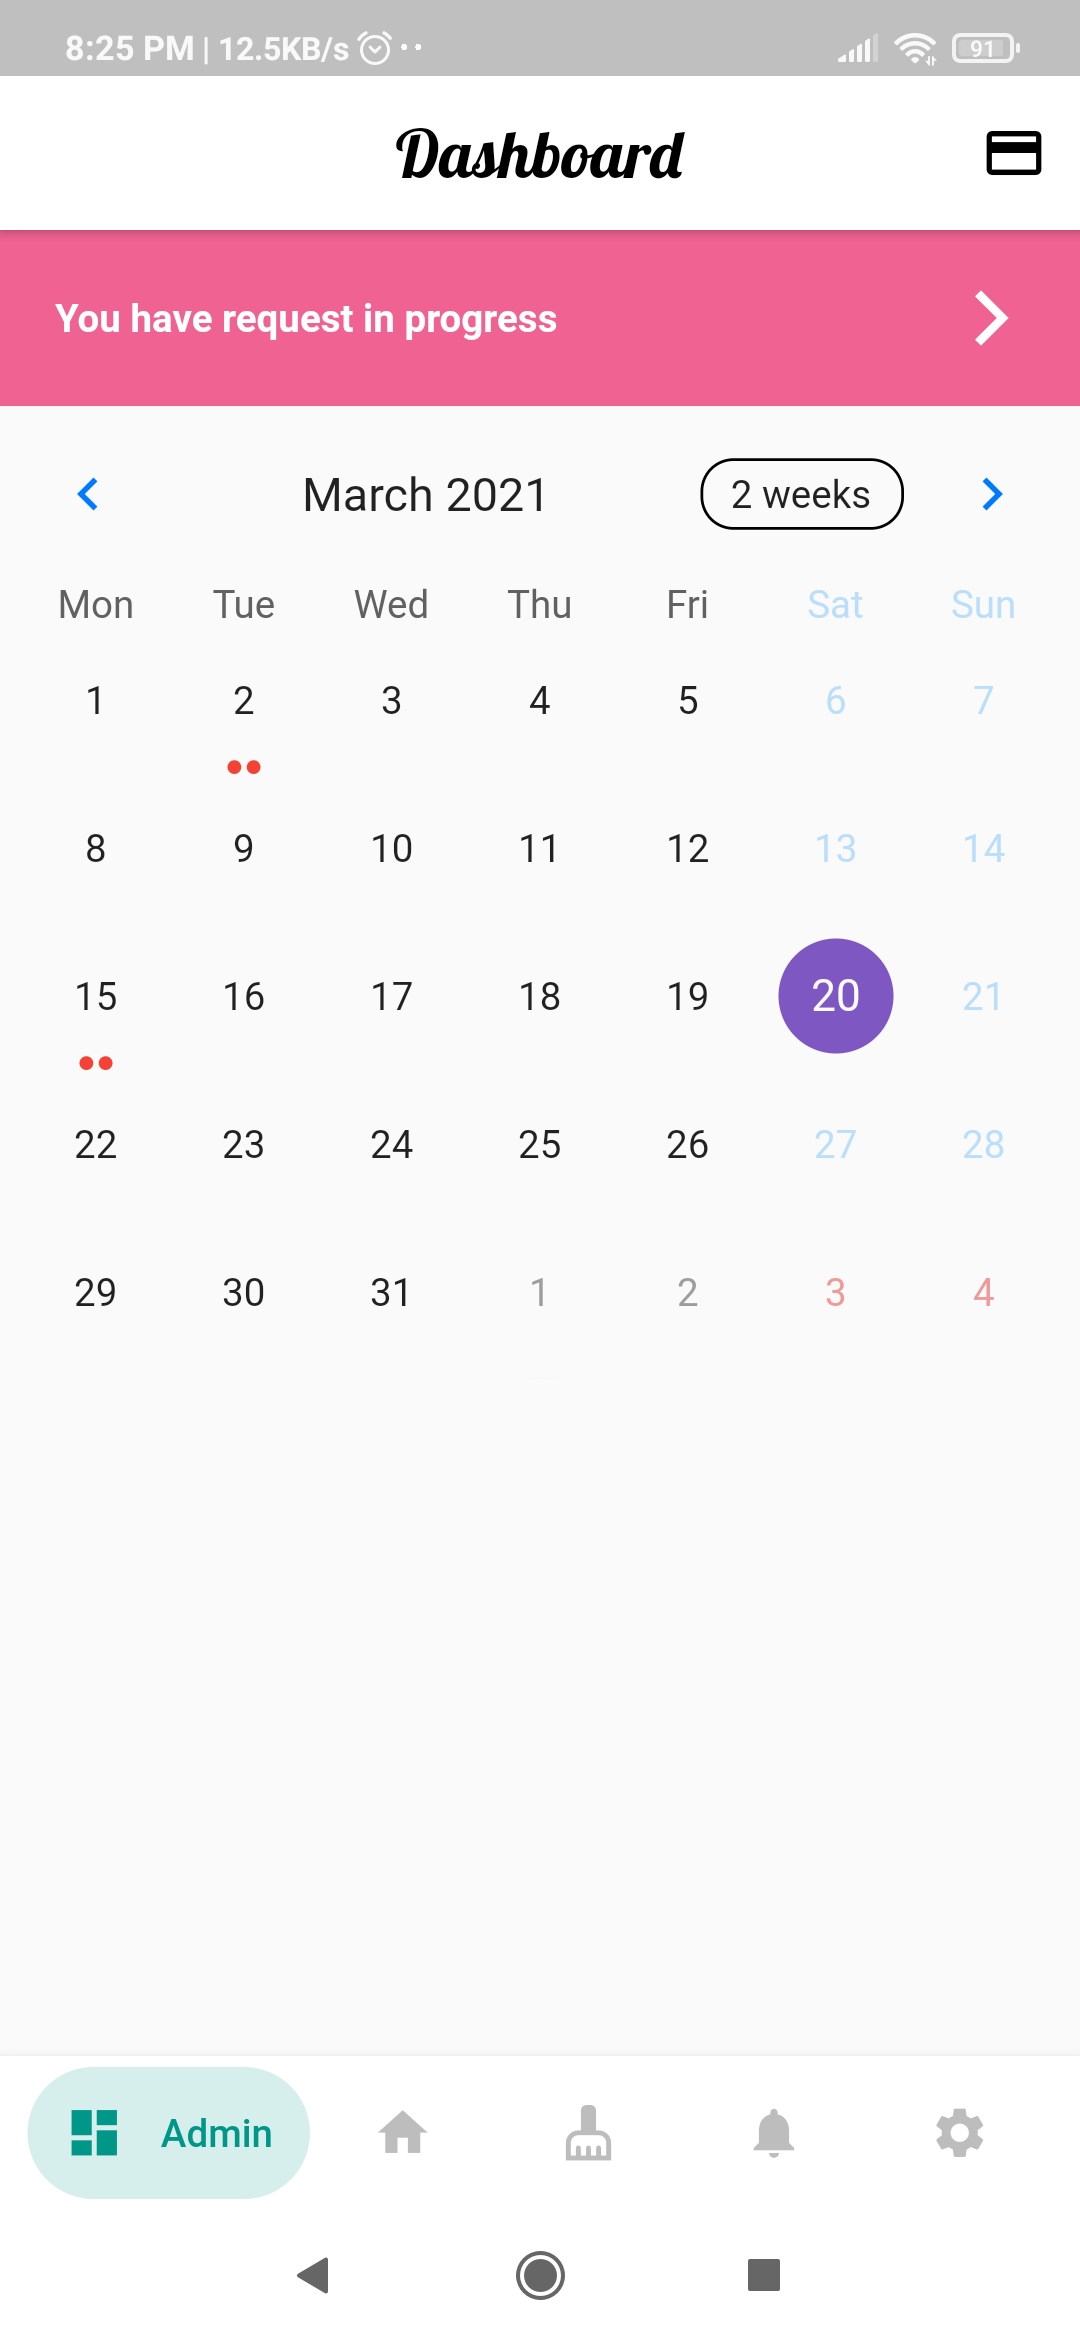 8:25 PM | 12.5KB/s
91
Dashboard
You have request in progress
March 2021
2 weeks
Mon Tue Wed Thu Fri Sat Sun
1 2 3 4 5 6 7
8 9 10 11 12 13 14
15 16 17 18 19 20 21
22 23 24 25 26 27 28
29 30 31 1 2 3 4
Admin